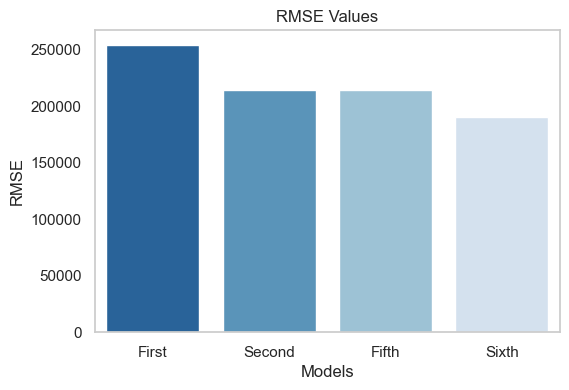 RMSE Values
250000
200000
150000
100000
50000
0
RMSE
First Second Fifth Sixth
Models